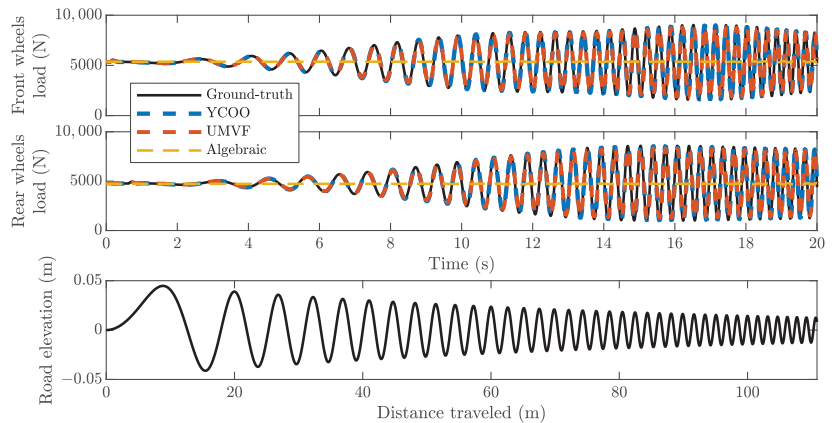 10,000
5000
0
Front wheels
load (N)
Ground-truth
YCOO
UMVF
Algebraic
10,000
5000
0
Rear wheels
load (N)
0 2 4 6 8 10 12 14 16 18 20
Time (s)
0.05
0
−0.05
Road elevation (m)
0 20 40 60 80 100
Distance traveled (m)